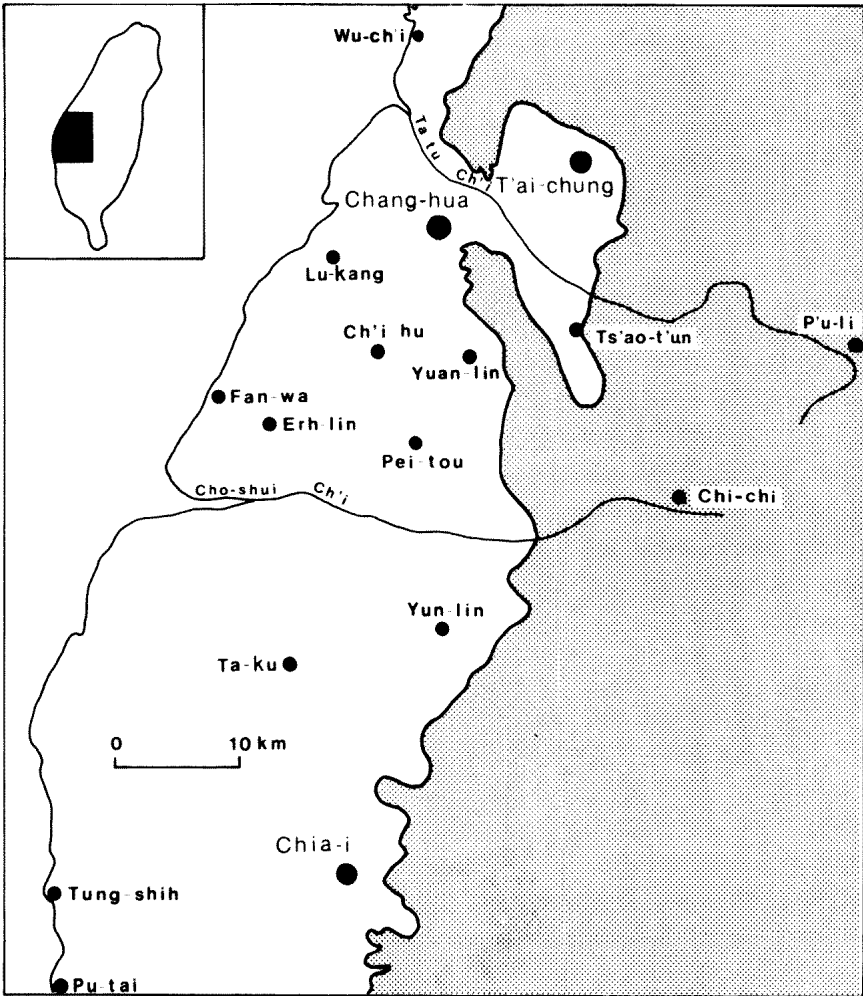 Wu-ch'i
Ta tu Ch'i
T'ai-chung
Chang-hua
Lu-kang
P'u-li
Ch'i hu
Ts'ao-t'un
Yuan-lin
Fan-wa
Erh-lin
Pei-tou
Cho-shui Ch'i
Chi-chi
Yun-lin
Ta-ku
0 10 km
Chia-i
Tung-shih
Pu-tai